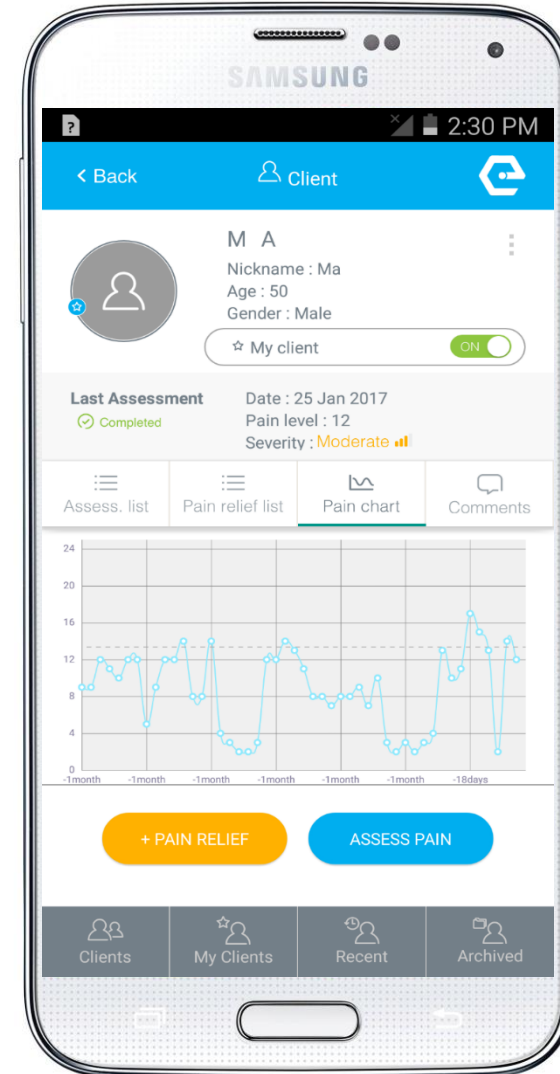 SAMSUNG
?
2:30 PM
< Back
Client
M A
Nickname : Ma
Age : 50
Gender : Male
My client
ON
Last Assessment
Completed
Date : 25 Jan 2017
Pain level : 12
Severity : Moderate
Assess. list
Pain relief list
Pain chart
Comments
24
20
16
12
8
4
0
-1month -1month -1month -1month -1month -1month -18days
+ PAIN RELIEF
ASSESS PAIN
Clients
My Clients
Recent
Archived